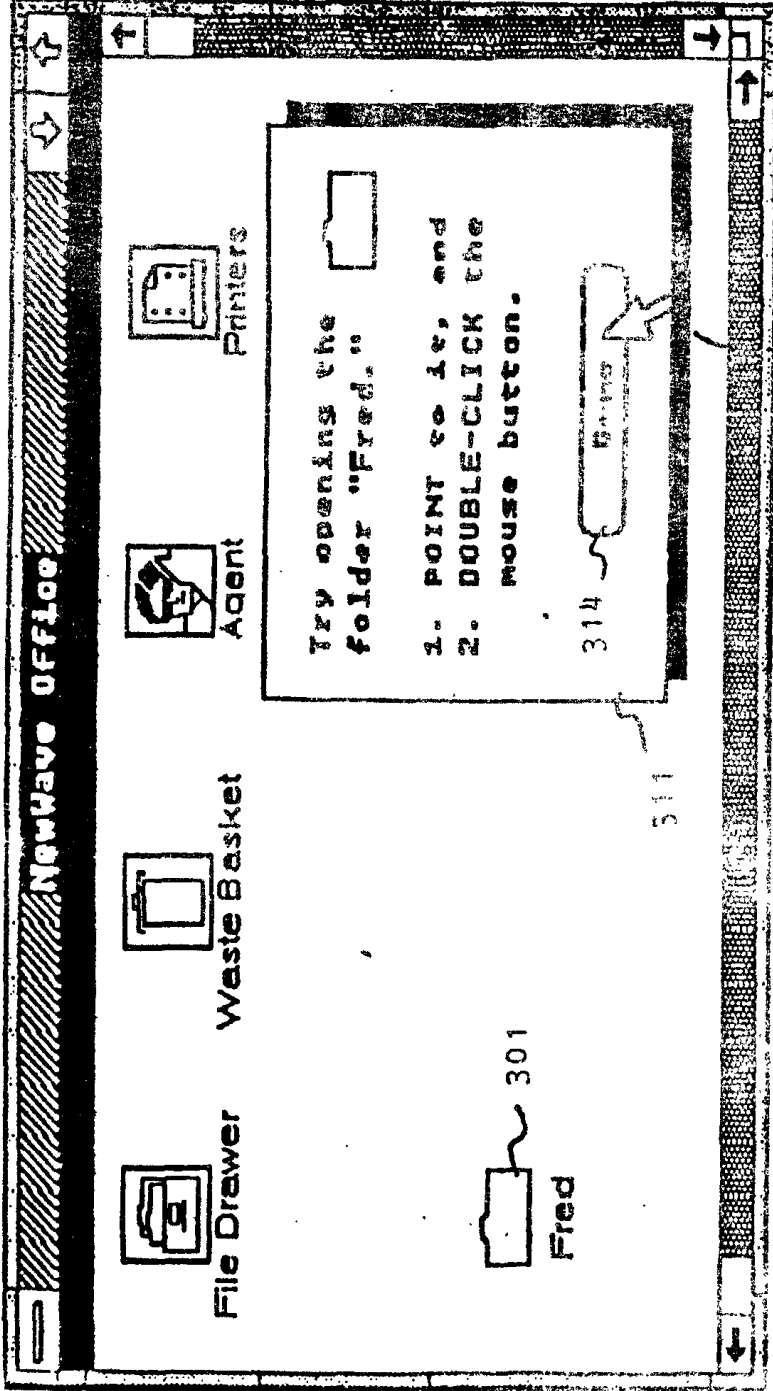 NewWave Office
File Drawer
Waste Basket
Agent
Printers
Try opening the
folder "Fred."
1. POINT to it, and
2. DOUBLE-CLICK the
mouse button.
314
311
301
Fred